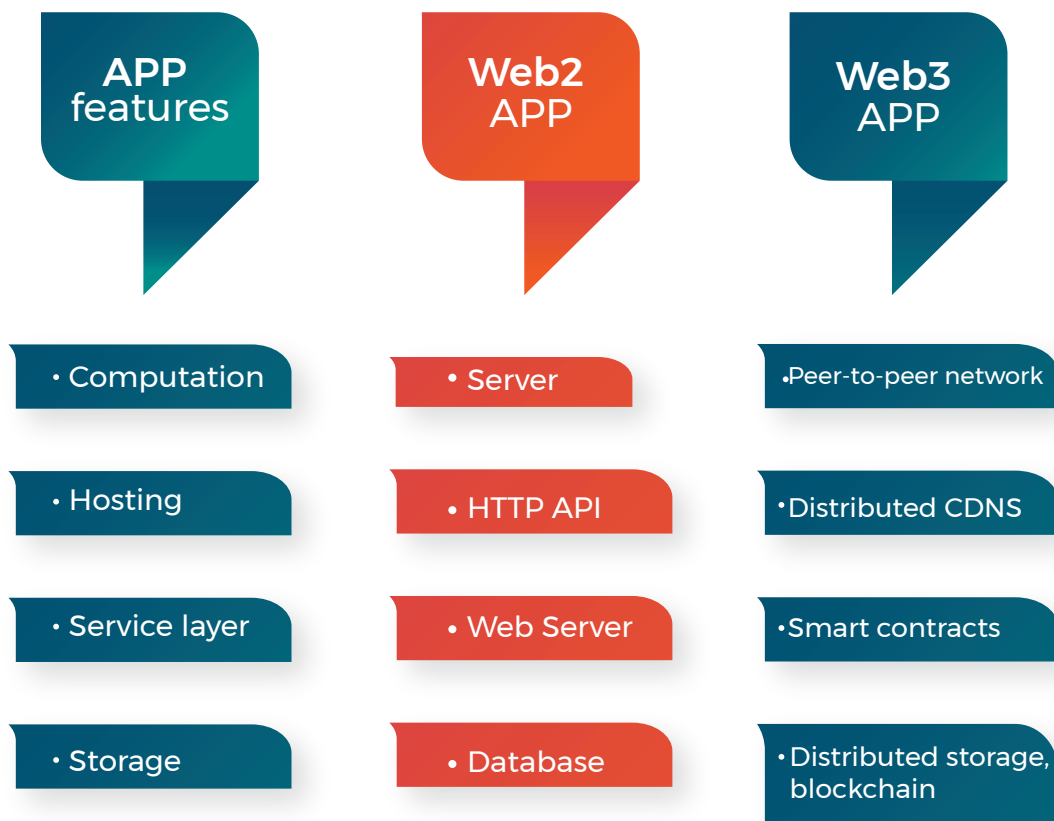 APP
features
Web2
APP
Web3
APP
• Computation
• Server
• Peer-to-peer network
• Hosting
• HTTP API
• Distributed CDNS
• Service layer
• Web Server
• Smart contracts
• Storage
• Database
• Distributed storage,
blockchain